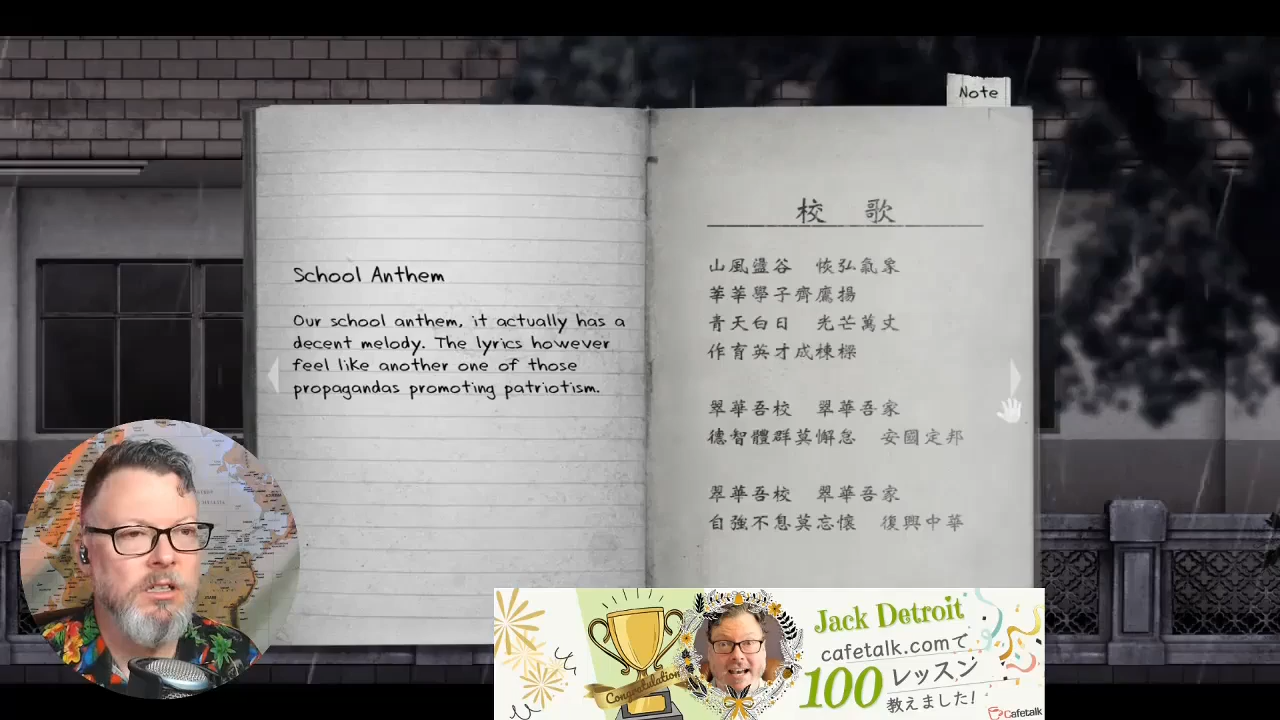 Note
School Anthem
Our school anthem, it actually has a
decent melody. The lyrics however
feel like another one of those
propagandas promoting patriotism.
校 歌
山風盪谷 恢弘氣象
莘莘學子齊鷹揚
青天白日 光芒萬丈
作育英才成棟樑
翠華吾校 翠華吾家
德智體群莫懈怠 安國定邦
翠華吾校 翠華吾家
自強不息莫忘懷 復興中華
Congratulation
Jack Detroit
cafetalk.comで
100 レッスン
教えました!
Cafetalk